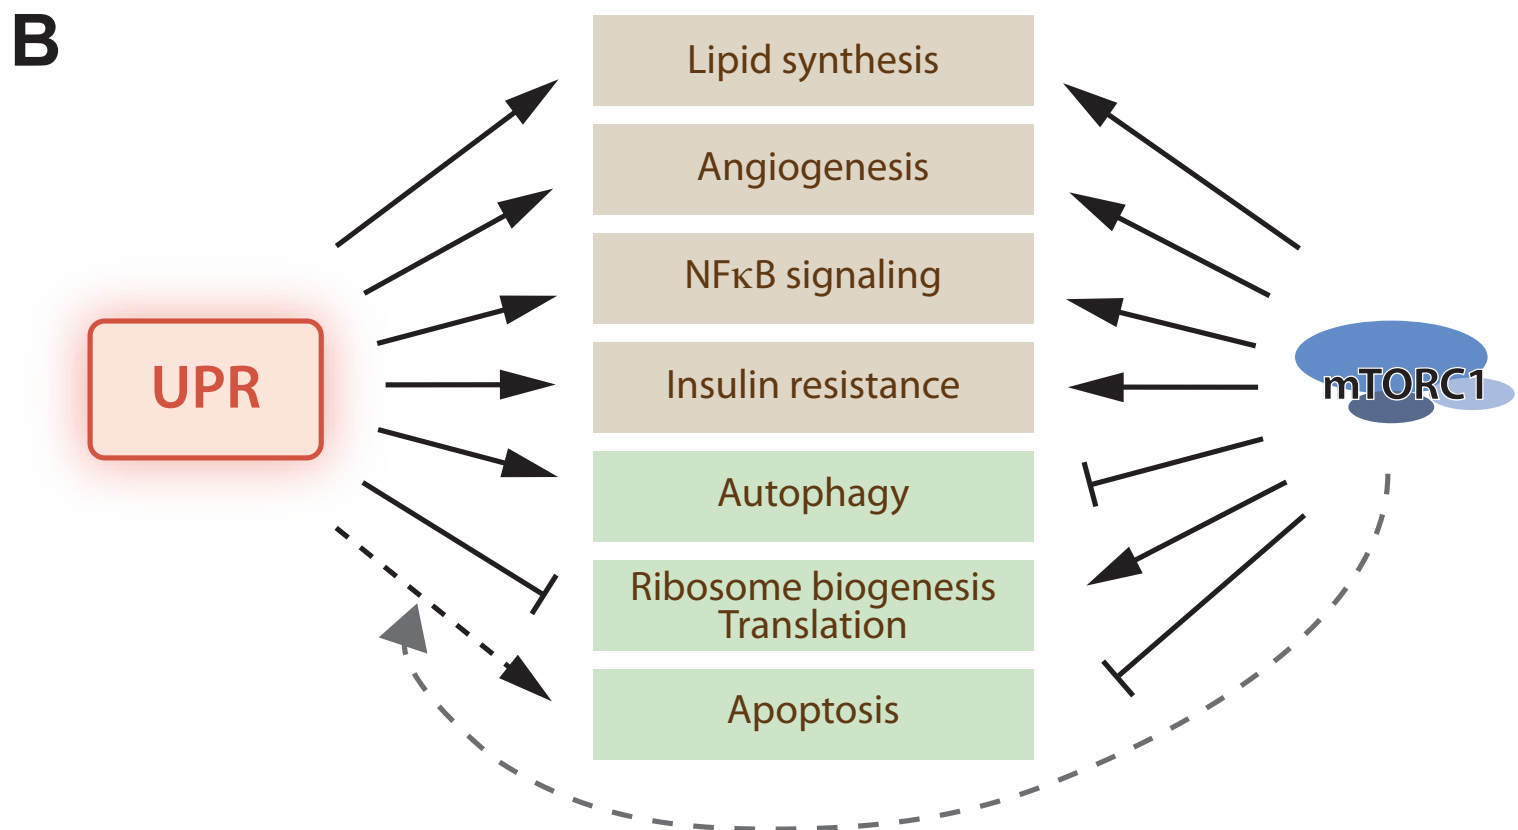 B
Lipid synthesis
Angiogenesis
NFκB signaling
Insulin resistance
UPR
mTORC1
Autophagy
Ribosome biogenesis
Translation
Apoptosis